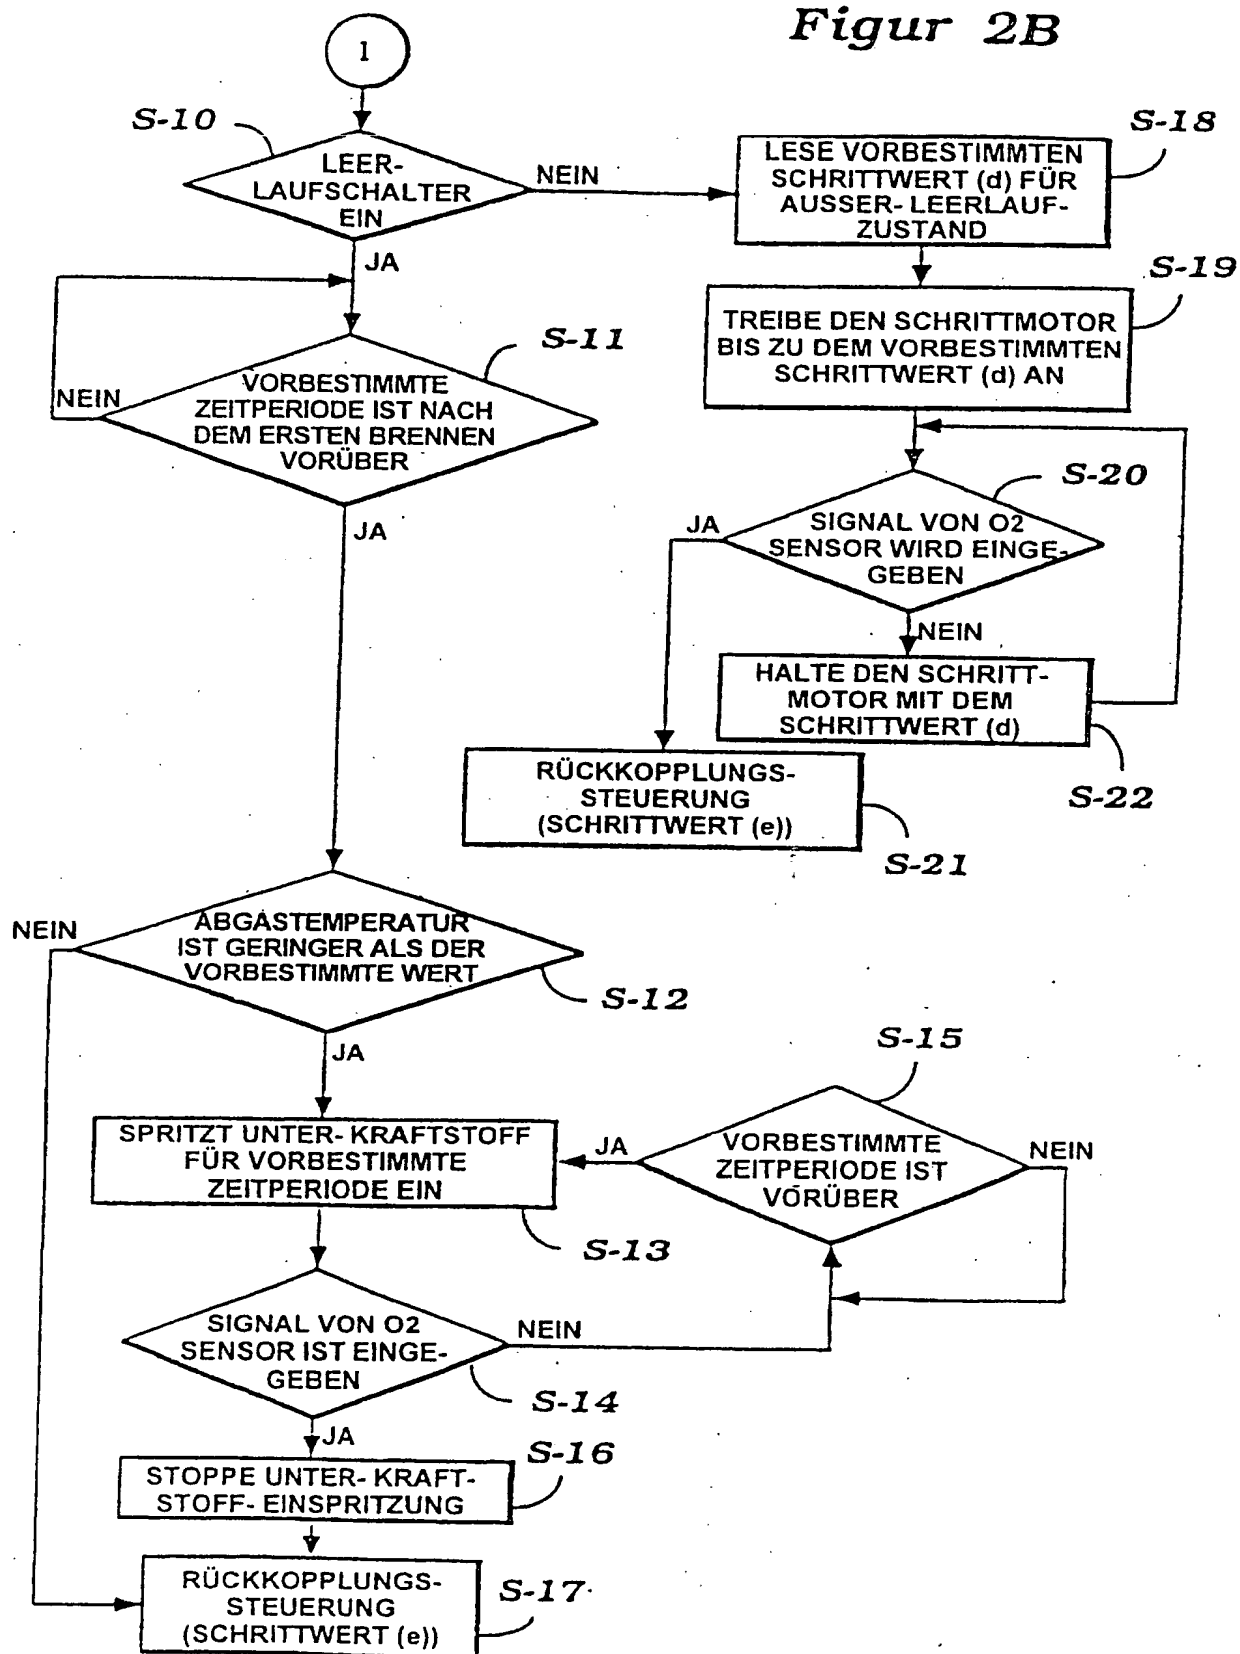 Figur 2B
1
S-10
LEER-
LAUFSCHALTER
EIN
NEIN
JA
S-18
LESE VORBESTIMMTEN
SCHRITTWERT (d) FÜR
AUSSER- LEERLAUF-
ZUSTAND
S-19
TREIBE DEN SCHRITTMOTOR
BIS ZU DEM VORBESTIMMTEN
SCHRITTWERT (d) AN
S-11
VORBESTIMMTE
ZEITPERIODE IST NACH
DEM ERSTEN BRENNEN
VORÜBER
NEIN
JA
S-20
SIGNAL VON O2
SENSOR WIRD EINGE-
GEBEN
JA
NEIN
HALTE DEN SCHRITT-
MOTOR MIT DEM
SCHRITTWERT (d)
S-22
RÜCKKOPPLUNGS-
STEUERUNG
(SCHRITTWERT (e))
S-21
NEIN
ABGASTEMPERATUR
IST GERINGER ALS DER
VORBESTIMMTE WERT
S-12
JA
S-15
VORBESTIMMTE
ZEITPERIODE IST
VORÜBER
JA
NEIN
SPRITZT UNTER- KRAFTSTOFF
FÜR VORBESTIMMTE
ZEITPERIODE EIN
S-13
SIGNAL VON O2
SENSOR IST EINGE-
GEBEN
NEIN
S-14
JA
S-16
STOPPE UNTER- KRAFT-
STOFF- EINSPRITZUNG
RÜCKKOPPLUNGS-
STEUERUNG
(SCHRITTWERT (e))
S-17